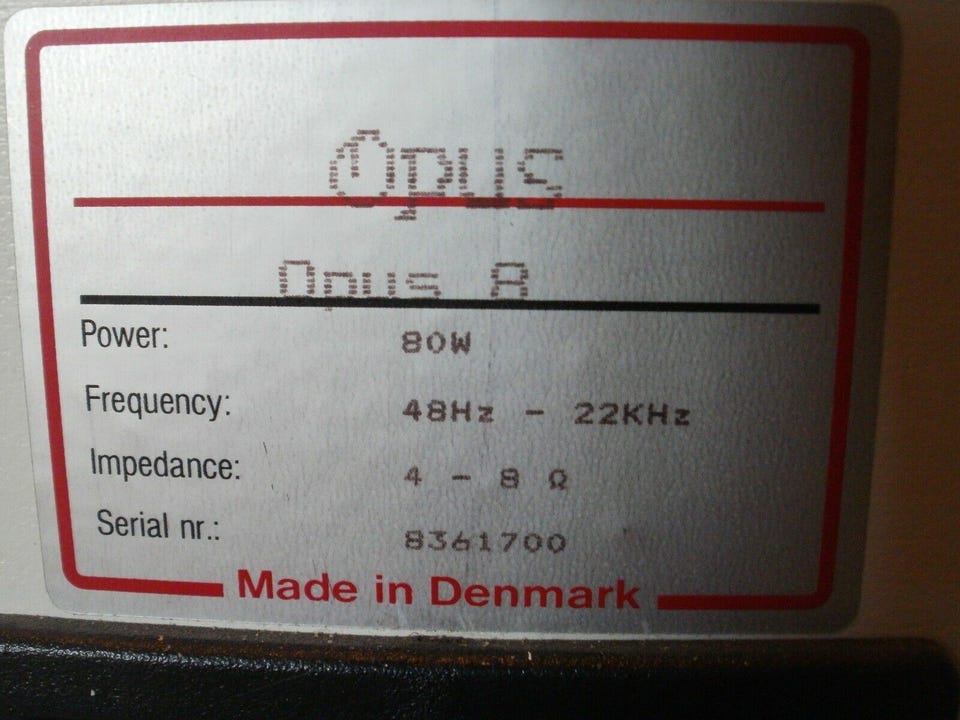 Opus
Opus 8
Power: 80W
Frequency: 48Hz - 22KHz
Impedance: 4 - 8 Ω
Serial nr.: 8361700
Made in Denmark